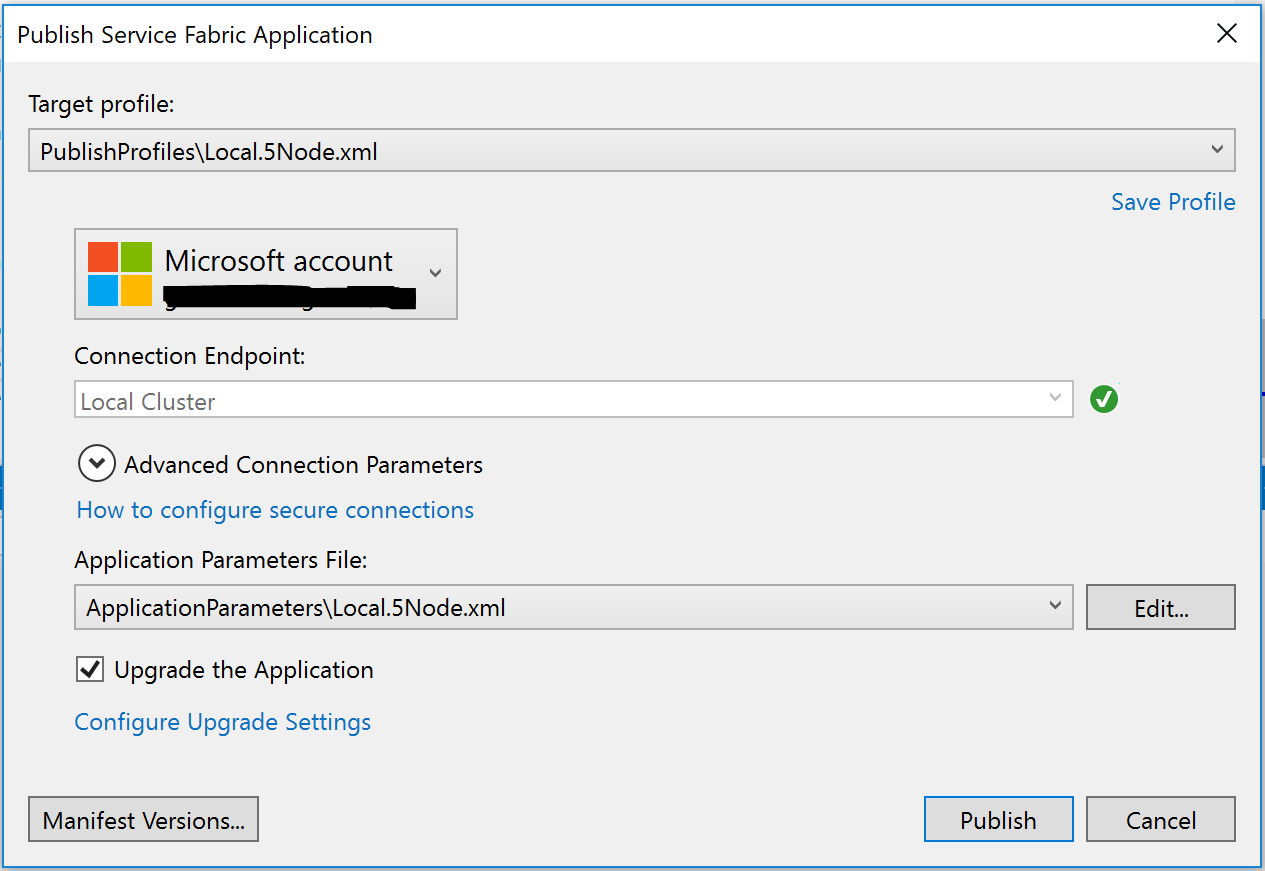 Publish Service Fabric Application
Target profile:
PublishProfiles\Local.5Node.xml
Save Profile
Microsoft account
Connection Endpoint:
Local Cluster
Advanced Connection Parameters
How to configure secure connections
Application Parameters File:
ApplicationParameters\Local.5Node.xml
Edit...
Upgrade the Application
Configure Upgrade Settings
Manifest Versions...
Publish
Cancel